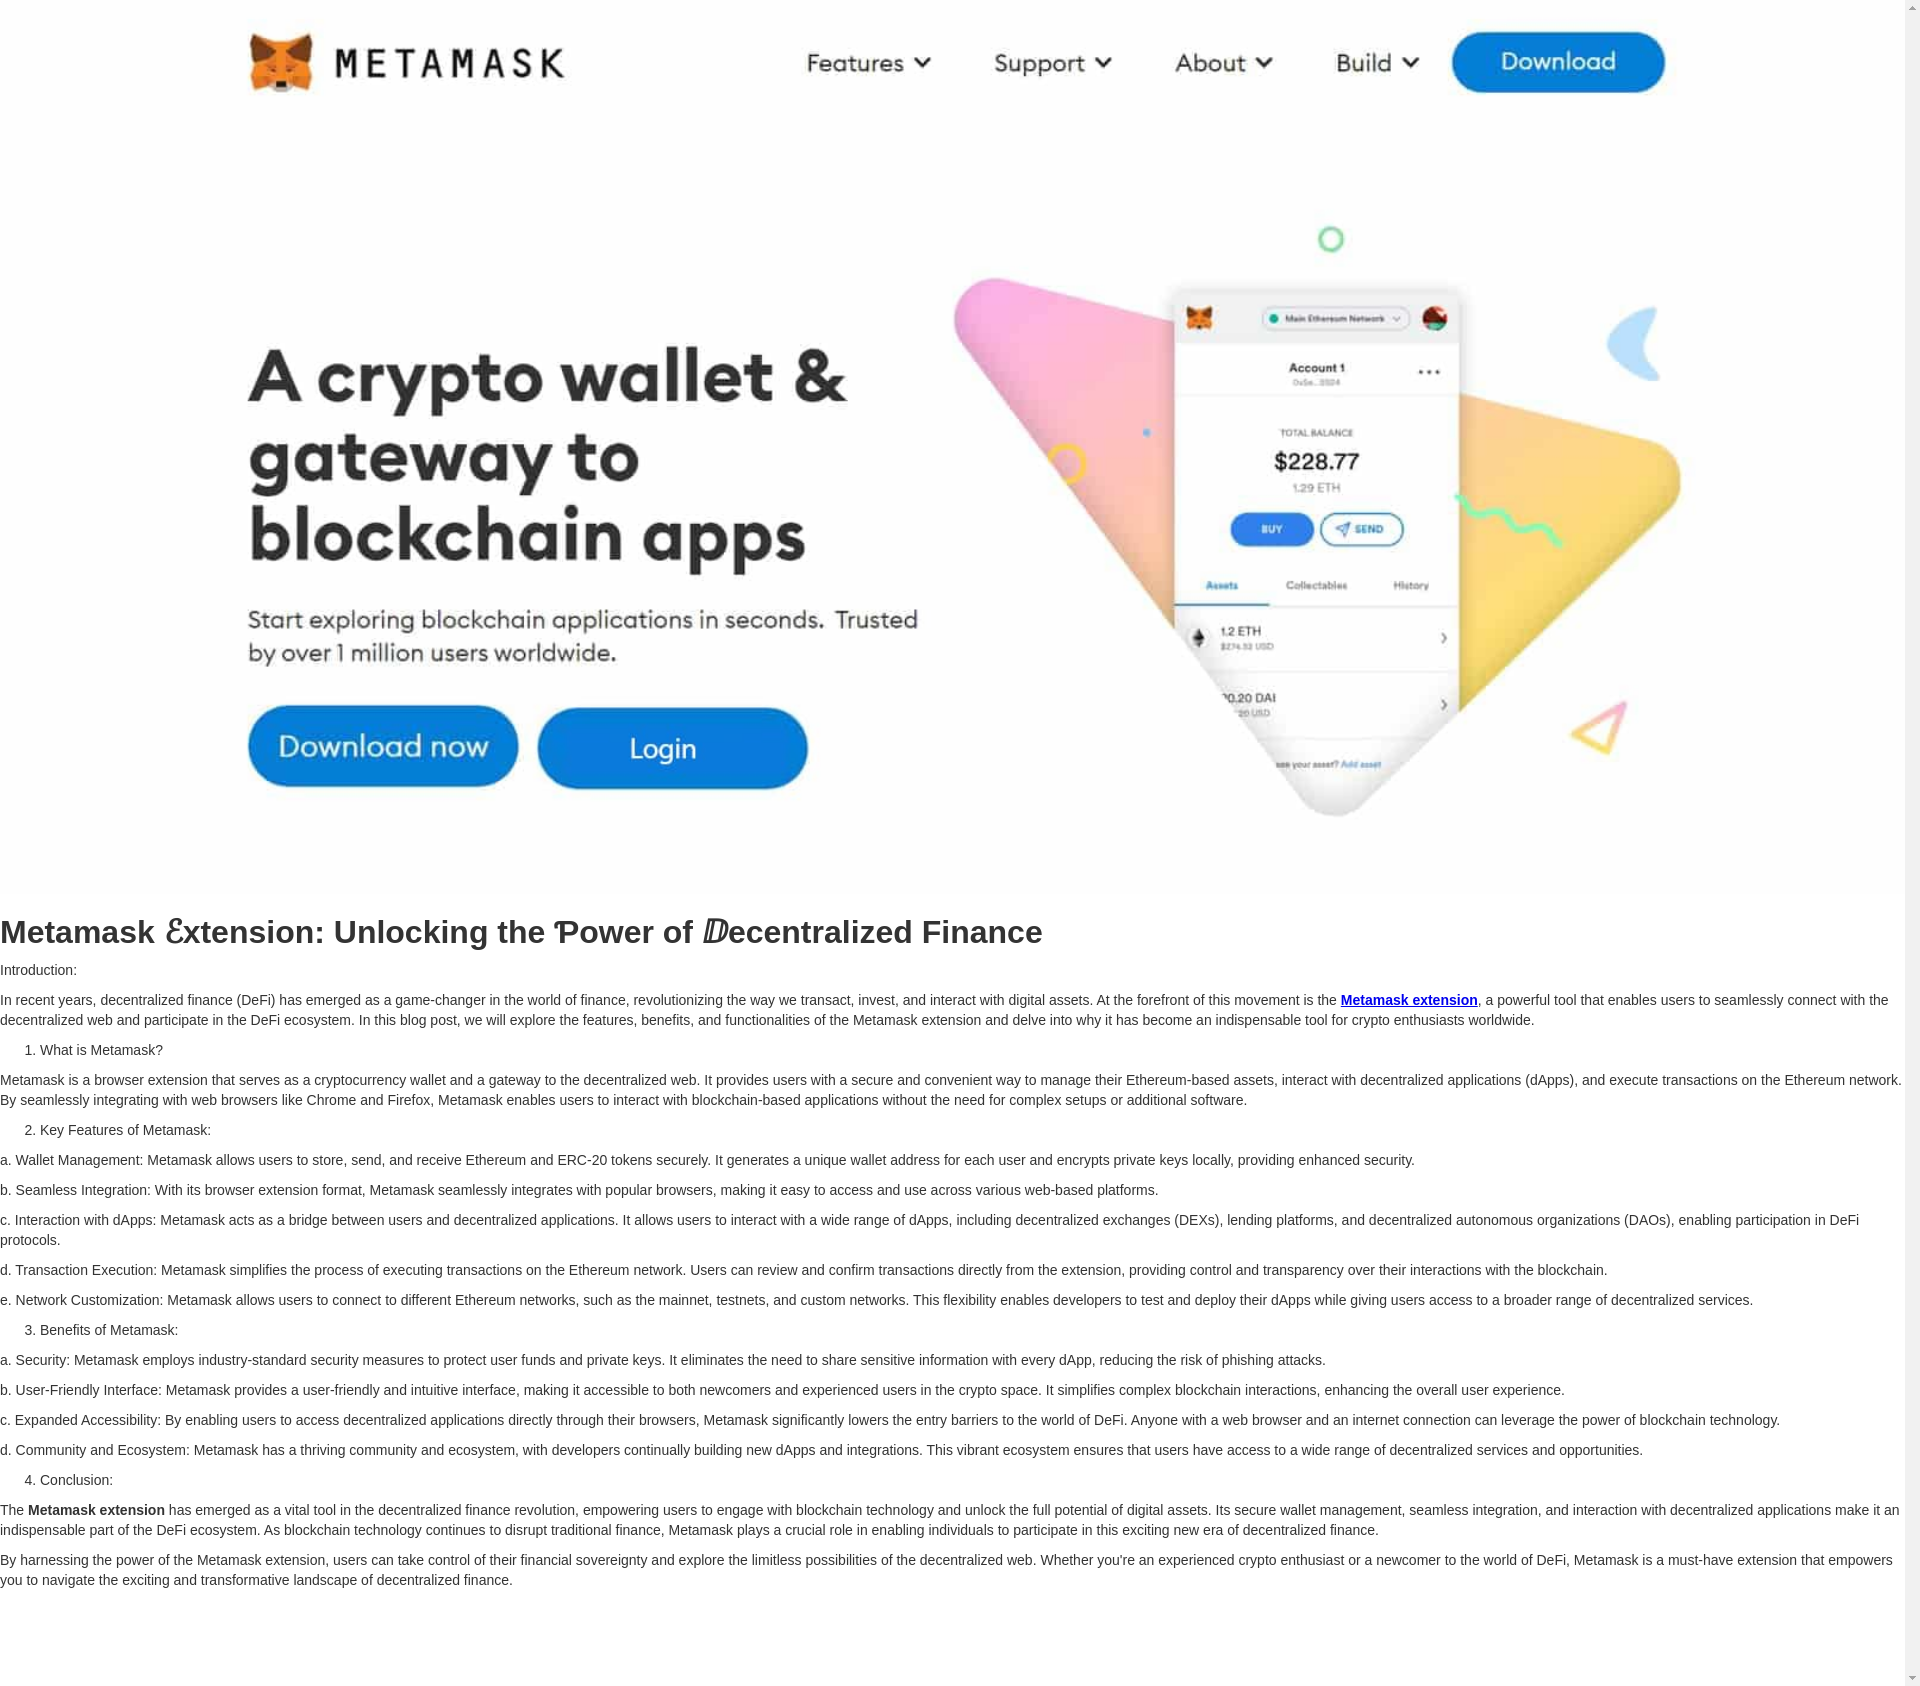 METAMASK
Features
Support
About
Build
Download
A crypto wallet &
gateway to
blockchain apps
Start exploring blockchain applications in seconds. Trusted
by over 1 million users worldwide.
Download now
Login
Main Ethereum Network
Account 1
TOTAL BALANCE
$228.77
1.29 ETH
BUY
SEND
Assets
Collectables
History
1.2 ETH
$274.52 USD
0.20 DAI
.20 USD
see your asset? Add asset
Metamask ℰxtension: Unlocking the Ƥower of ⅅecentralized Finance
Introduction:
In recent years, decentralized finance (DeFi) has emerged as a game-changer in the world of finance, revolutionizing the way we transact, invest, and interact with digital assets. At the forefront of this movement is the Metamask extension, a powerful tool that enables users to seamlessly connect with the
decentralized web and participate in the DeFi ecosystem. In this blog post, we will explore the features, benefits, and functionalities of the Metamask extension and delve into why it has become an indispensable tool for crypto enthusiasts worldwide.
1. What is Metamask?
Metamask is a browser extension that serves as a cryptocurrency wallet and a gateway to the decentralized web. It provides users with a secure and convenient way to manage their Ethereum-based assets, interact with decentralized applications (dApps), and execute transactions on the Ethereum network.
By seamlessly integrating with web browsers like Chrome and Firefox, Metamask enables users to interact with blockchain-based applications without the need for complex setups or additional software.
2. Key Features of Metamask:
a. Wallet Management: Metamask allows users to store, send, and receive Ethereum and ERC-20 tokens securely. It generates a unique wallet address for each user and encrypts private keys locally, providing enhanced security.
b. Seamless Integration: With its browser extension format, Metamask seamlessly integrates with popular browsers, making it easy to access and use across various web-based platforms.
c. Interaction with dApps: Metamask acts as a bridge between users and decentralized applications. It allows users to interact with a wide range of dApps, including decentralized exchanges (DEXs), lending platforms, and decentralized autonomous organizations (DAOs), enabling participation in DeFi
protocols.
d. Transaction Execution: Metamask simplifies the process of executing transactions on the Ethereum network. Users can review and confirm transactions directly from the extension, providing control and transparency over their interactions with the blockchain.
e. Network Customization: Metamask allows users to connect to different Ethereum networks, such as the mainnet, testnets, and custom networks. This flexibility enables developers to test and deploy their dApps while giving users access to a broader range of decentralized services.
3. Benefits of Metamask:
a. Security: Metamask employs industry-standard security measures to protect user funds and private keys. It eliminates the need to share sensitive information with every dApp, reducing the risk of phishing attacks.
b. User-Friendly Interface: Metamask provides a user-friendly and intuitive interface, making it accessible to both newcomers and experienced users in the crypto space. It simplifies complex blockchain interactions, enhancing the overall user experience.
c. Expanded Accessibility: By enabling users to access decentralized applications directly through their browsers, Metamask significantly lowers the entry barriers to the world of DeFi. Anyone with a web browser and an internet connection can leverage the power of blockchain technology.
d. Community and Ecosystem: Metamask has a thriving community and ecosystem, with developers continually building new dApps and integrations. This vibrant ecosystem ensures that users have access to a wide range of decentralized services and opportunities.
4. Conclusion:
The Metamask extension has emerged as a vital tool in the decentralized finance revolution, empowering users to engage with blockchain technology and unlock the full potential of digital assets. Its secure wallet management, seamless integration, and interaction with decentralized applications make it an
indispensable part of the DeFi ecosystem. As blockchain technology continues to disrupt traditional finance, Metamask plays a crucial role in enabling individuals to participate in this exciting new era of decentralized finance.
By harnessing the power of the Metamask extension, users can take control of their financial sovereignty and explore the limitless possibilities of the decentralized web. Whether you're an experienced crypto enthusiast or a newcomer to the world of DeFi, Metamask is a must-have extension that empowers
you to navigate the exciting and transformative landscape of decentralized finance.